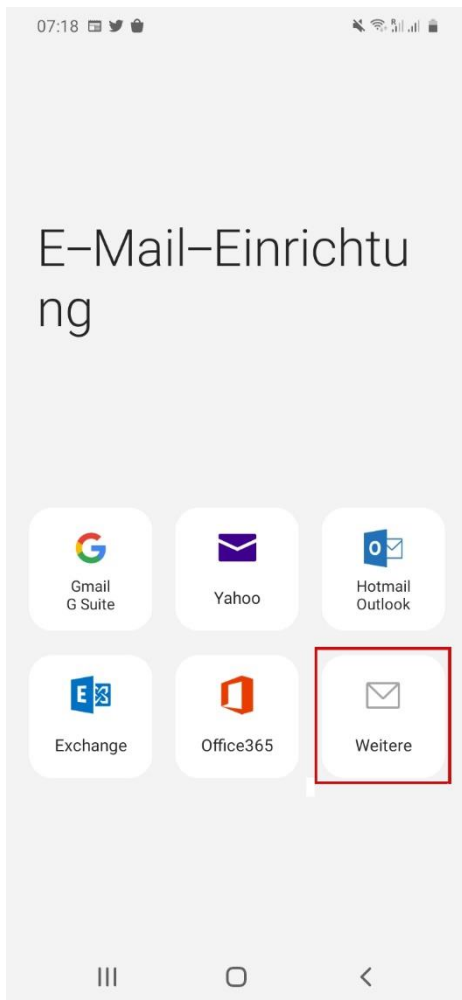 07:18
E-Mail-Einrichtu
ng
Gmail
G Suite
Yahoo
Hotmail
Outlook
Exchange
Office365
Weitere